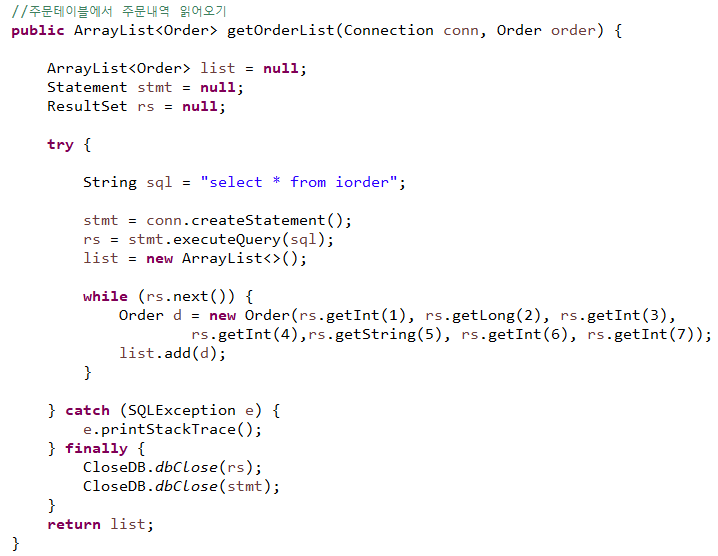 //주문테이블에서 주문내역 읽어오기
public ArrayList<Order> getOrderList(Connection conn, Order order) {
ArrayList<Order> list = null;
Statement stmt = null;
ResultSet rs = null;
try {
String sql = "select * from iorder";
stmt = conn.createStatement();
rs = stmt.executeQuery(sql);
list = new ArrayList<>();
while (rs.next()) {
Order d = new Order(rs.getInt(1), rs.getLong(2), rs.getInt(3),
rs.getInt(4),rs.getString(5), rs.getInt(6), rs.getInt(7));
list.add(d);
}
} catch (SQLException e) {
e.printStackTrace();
} finally {
CloseDB.dbClose(rs);
CloseDB.dbClose(stmt);
}
return list;
}